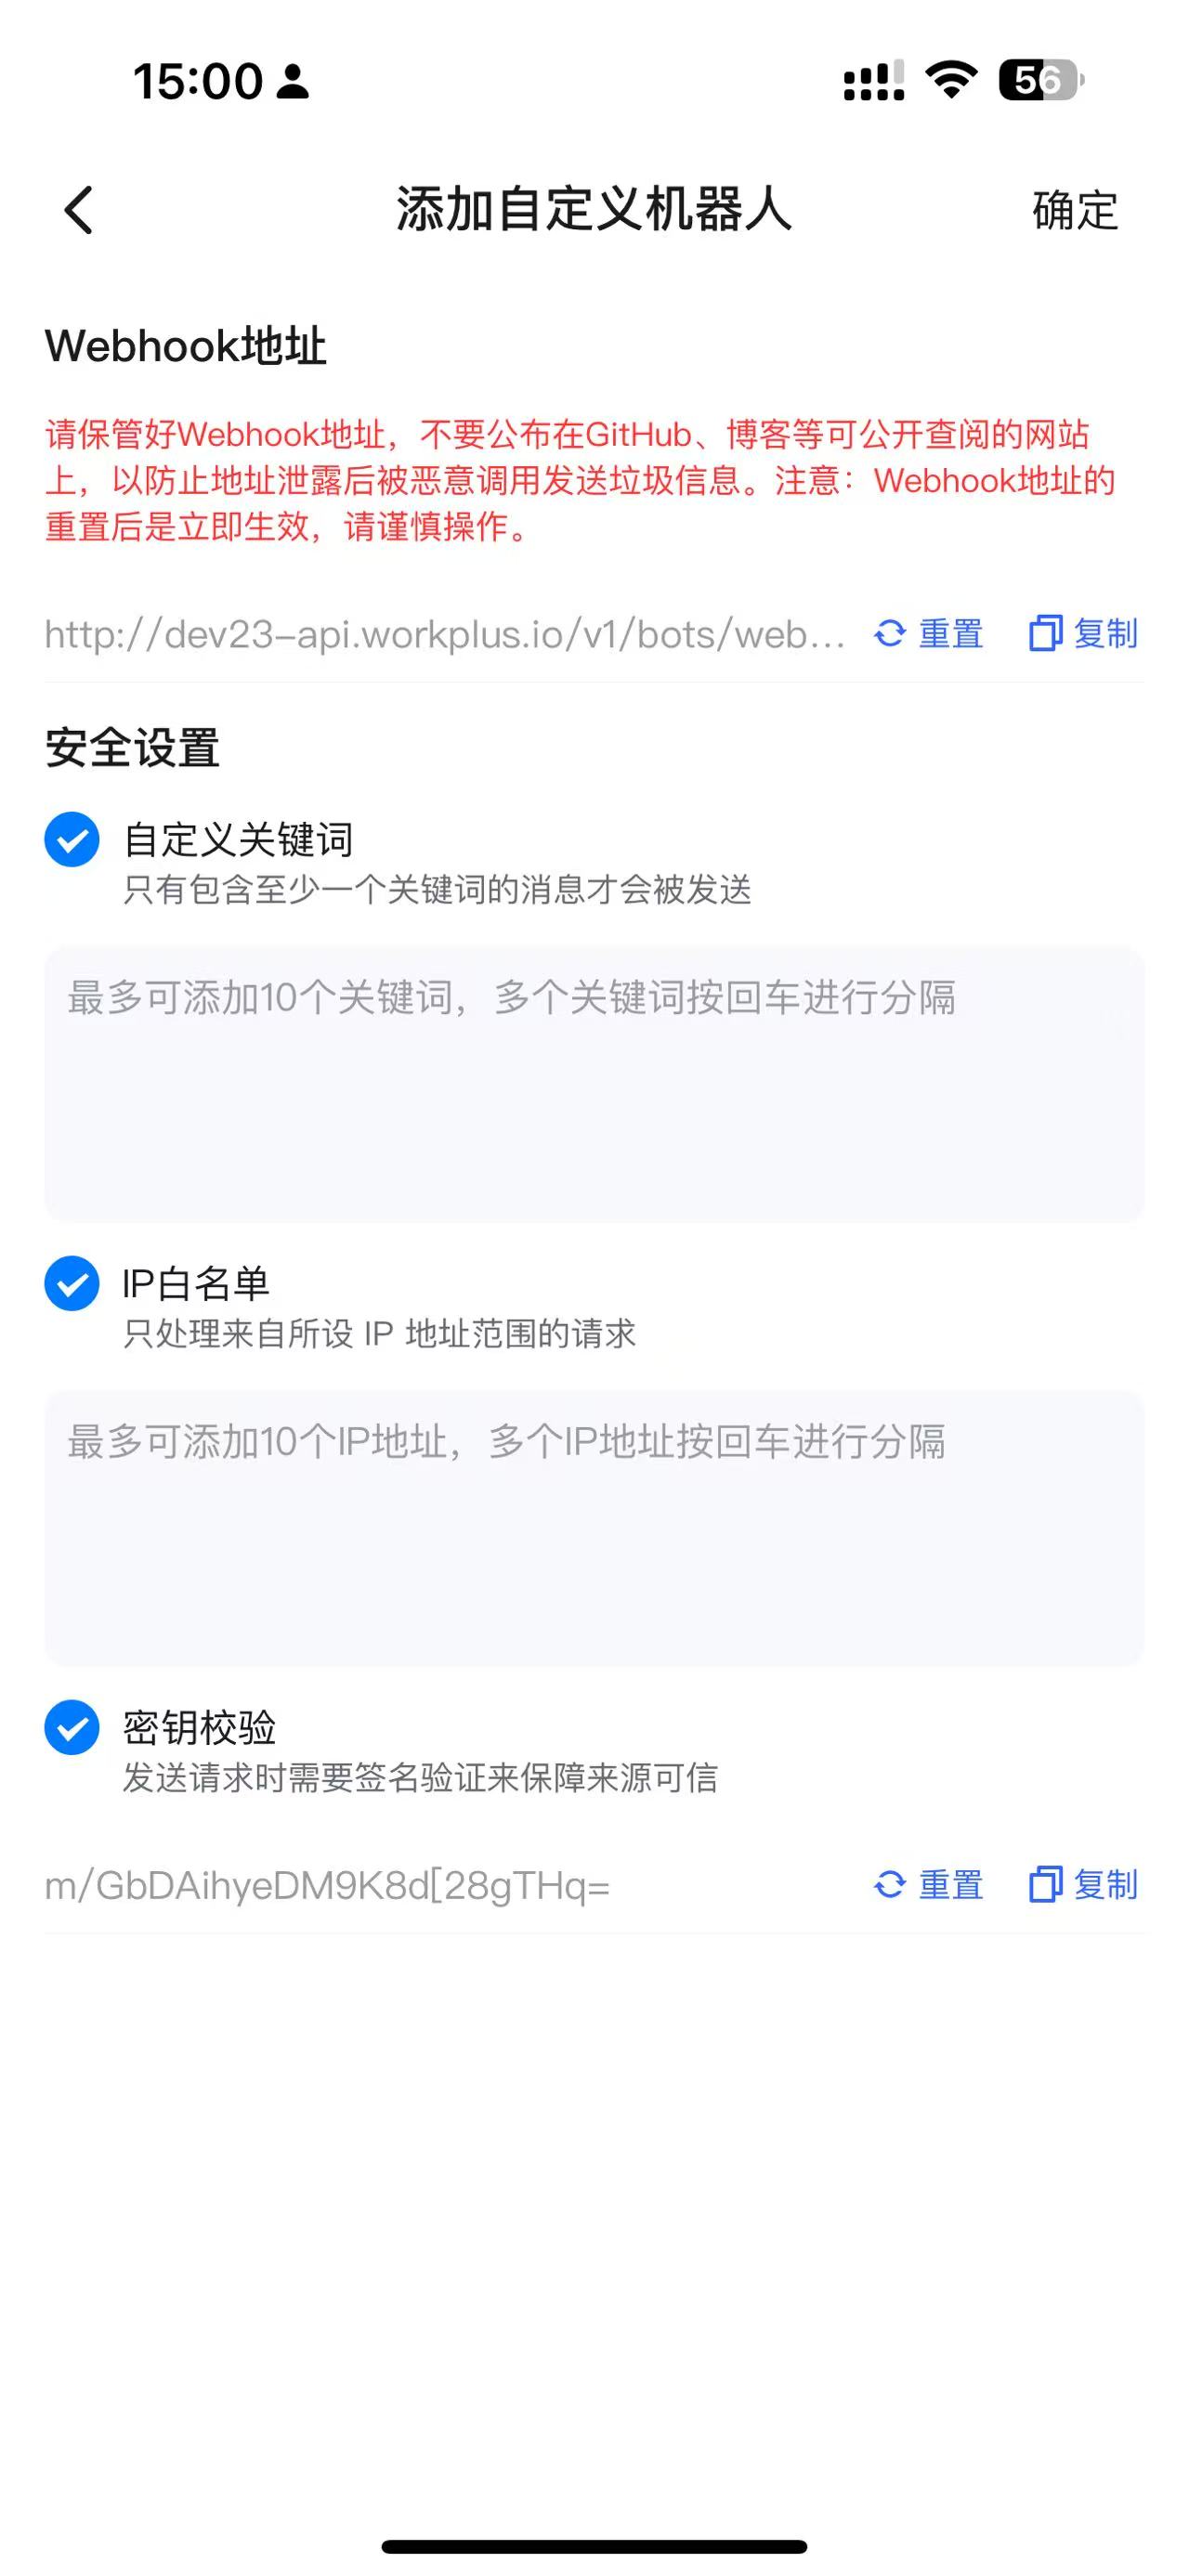 15:00
56
添加自定义机器人
确定
Webhook地址
请保管好Webhook地址，不要公布在GitHub、博客等可公开查阅的网站
上，以防止地址泄露后被恶意调用发送垃圾信息。注意：Webhook地址的
重置后是立即生效，请谨慎操作。
http://dev23-api.workplus.io/v1/bots/web... 重置 复制
安全设置
自定义关键词
只有包含至少一个关键词的消息才会被发送
最多可添加10个关键词，多个关键词按回车进行分隔
IP白名单
只处理来自所设 IP 地址范围的请求
最多可添加10个IP地址，多个IP地址按回车进行分隔
密钥校验
发送请求时需要签名验证来保障来源可信
m/GbDAihyeDM9K8d[28gTHq= 重置 复制